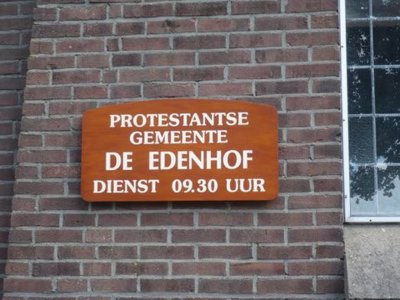 PROTESTANTSE
GEMEENTE
DE EDENHOF
DIENST 09.30 UUR